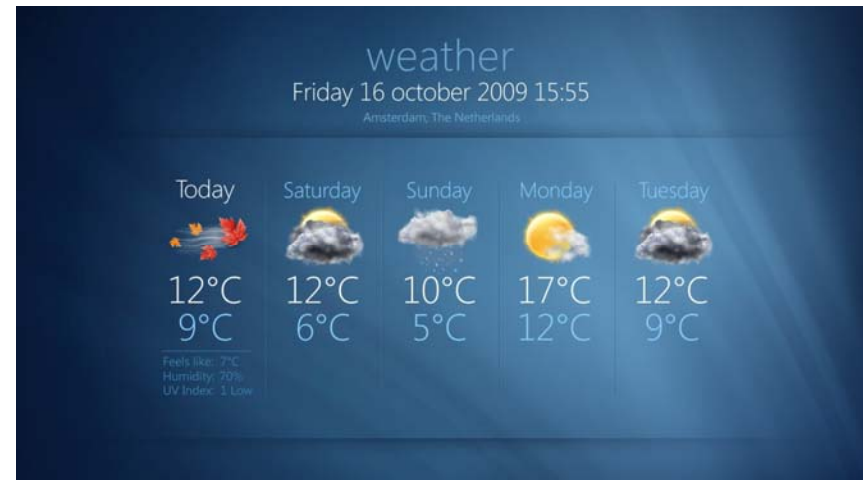 weather
Friday 16 october 2009 15:55
Amsterdam, The Netherlands
Today
12°C
9°C
Feels like: 7°C
Humidity: 70%
UV Index: 1 Low
Saturday
12°C
6°C
Sunday
10°C
5°C
Monday
17°C
12°C
Tuesday
12°C
9°C